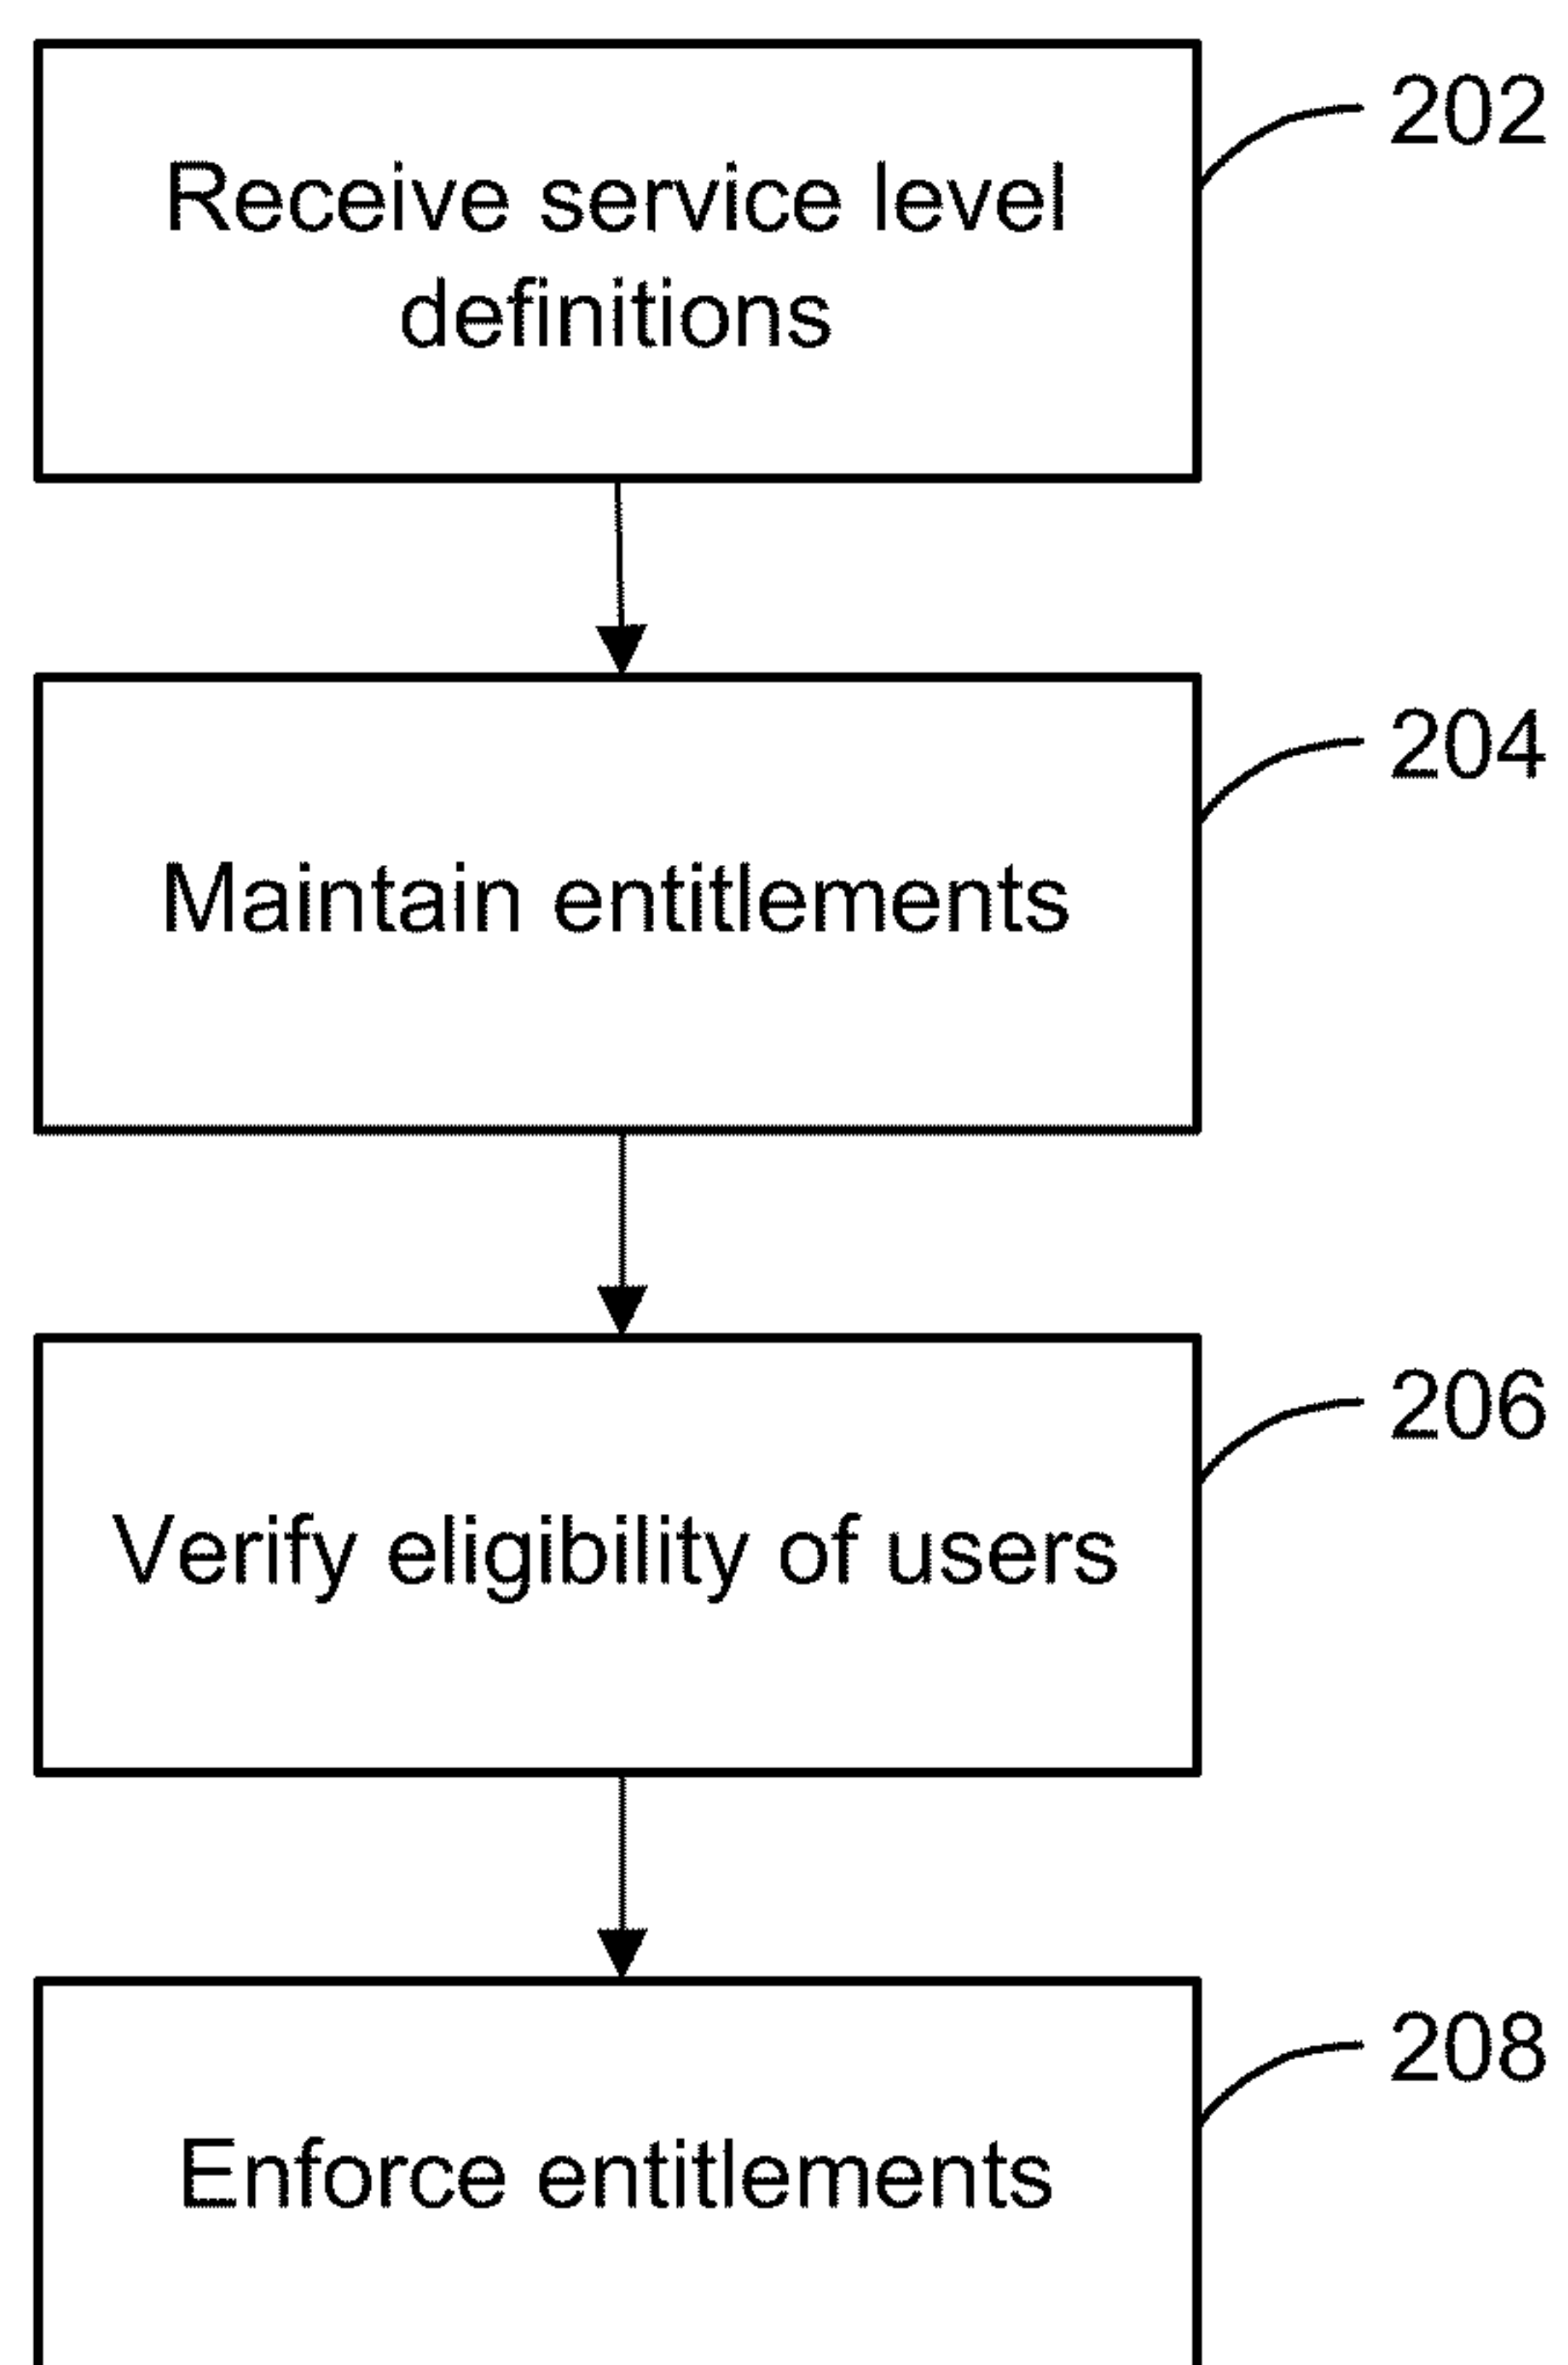 202
Receive service level
definitions
204
Maintain entitlements
206
Verify eligibility of users
208
Enforce entitlements